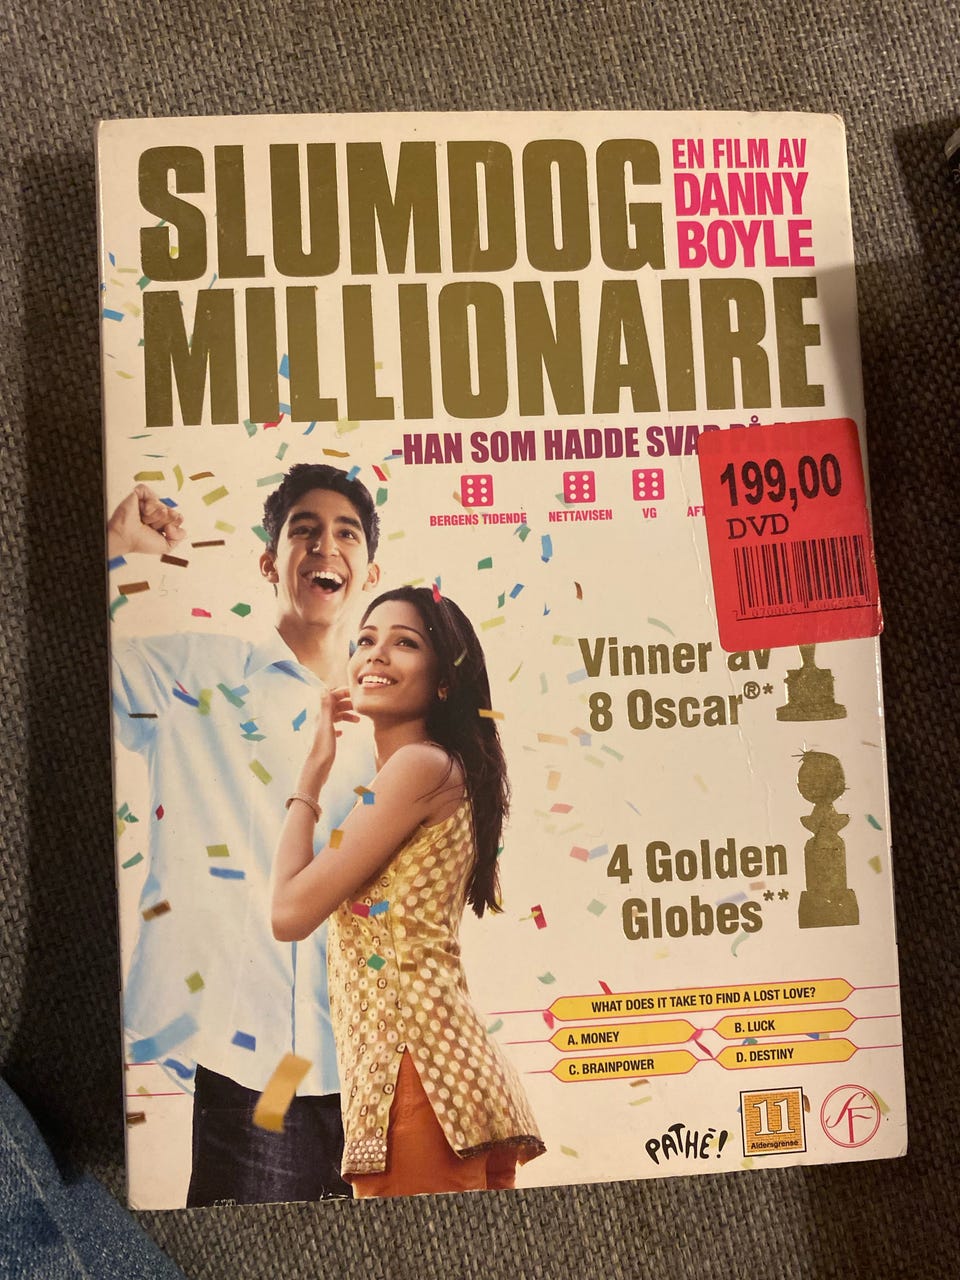 SLUMDOG
MILLIONAIRE
EN FILM AV
DANNY
BOYLE
-HAN SOM HADDE
BERGENS TIDENDE
NETTAVISEN
VG
199,00
DVD
Vinner av
8 Oscar®*
4 Golden
Globes**
WHAT DOES IT TAKE TO FIND A LOST LOVE?
A. MONEY
B. LUCK
C. BRAINPOWER
D. DESTINY
PATHÉ!
11
Aldersgrense
SF